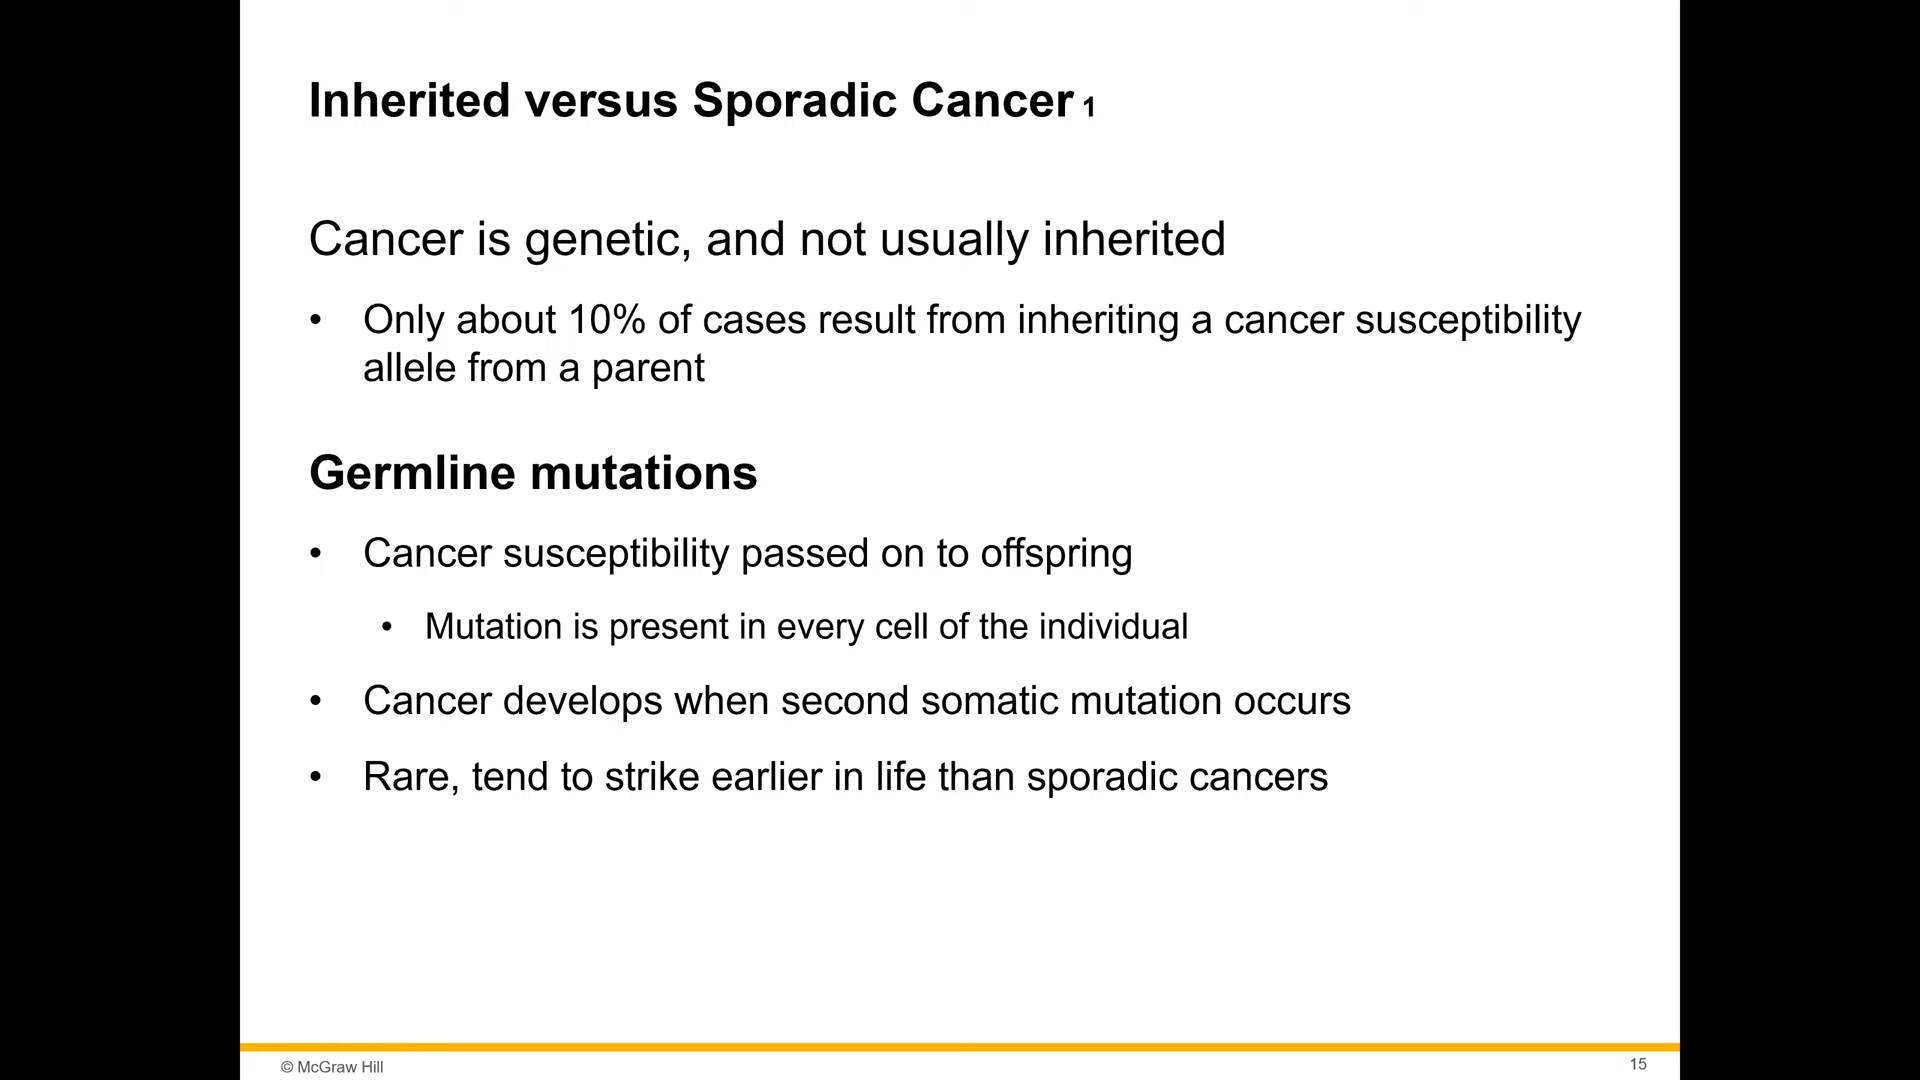 Inherited versus Sporadic Cancer 1
Cancer is genetic, and not usually inherited
• Only about 10% of cases result from inheriting a cancer susceptibility
allele from a parent
Germline mutations
• Cancer susceptibility passed on to offspring
• Mutation is present in every cell of the individual
• Cancer develops when second somatic mutation occurs
• Rare, tend to strike earlier in life than sporadic cancers
© McGraw Hill
15